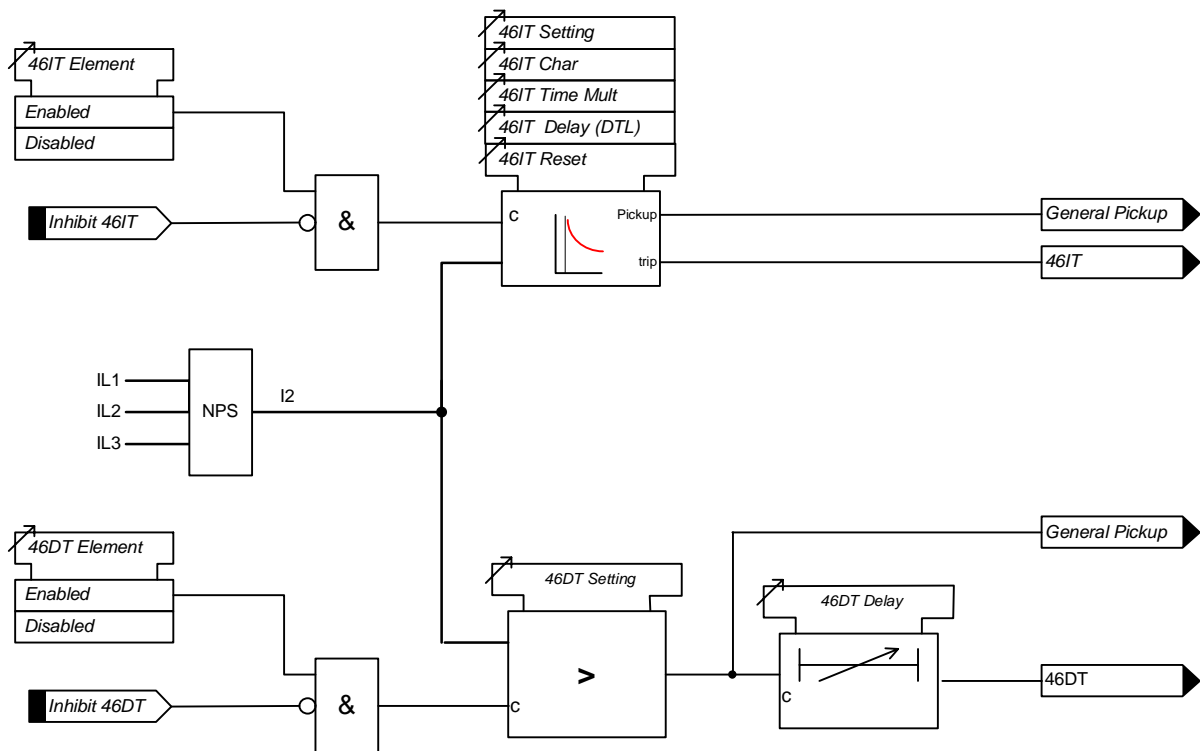 46IT Setting
46IT Char
46IT Time Mult
46IT Delay (DTL)
46IT Reset
46IT Element
Enabled
Disabled
Inhibit 46IT
&
C
Pickup
trip
General Pickup
46IT
IL1
IL2
IL3
NPS
I2
46DT Element
Enabled
Disabled
Inhibit 46DT
&
46DT Setting
>
C
46DT Delay
C
General Pickup
46DT